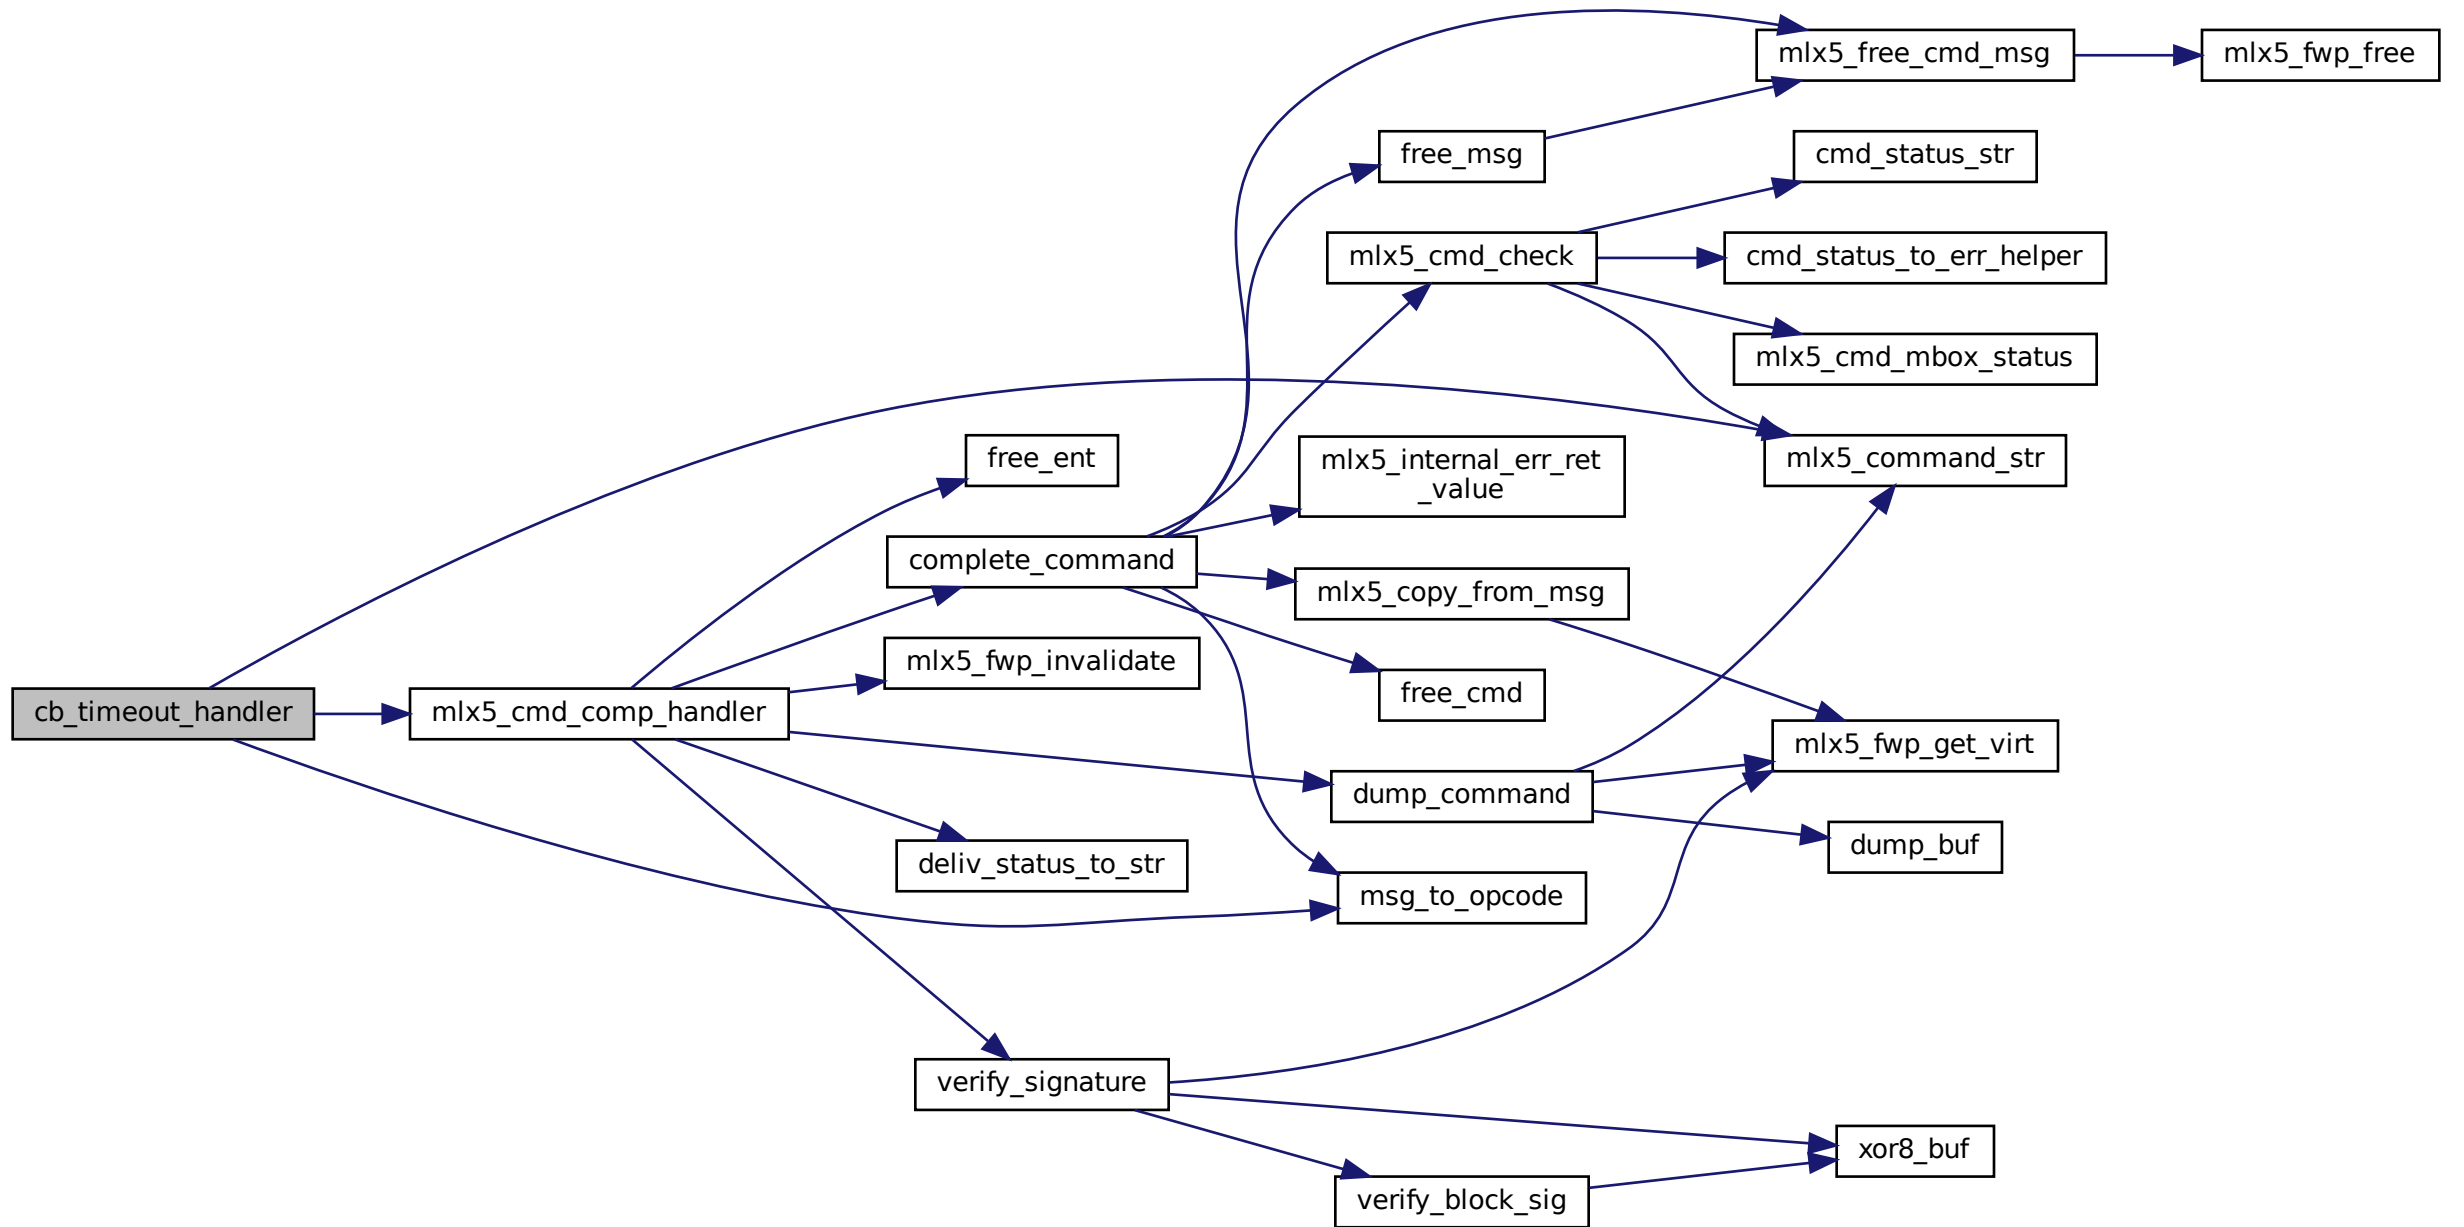 mlx5_free_cmd_msg
mlx5_fwp_free
free_msg
cmd_status_str
mlx5_cmd_check
cmd_status_to_err_helper
mlx5_cmd_mbox_status
free_ent
mlx5_internal_err_ret
_value
mlx5_command_str
complete_command
mlx5_copy_from_msg
mlx5_fwp_invalidate
free_cmd
cb_timeout_handler
mlx5_cmd_comp_handler
mlx5_fwp_get_virt
dump_command
dump_buf
deliv_status_to_str
msg_to_opcode
verify_signature
xor8_buf
verify_block_sig